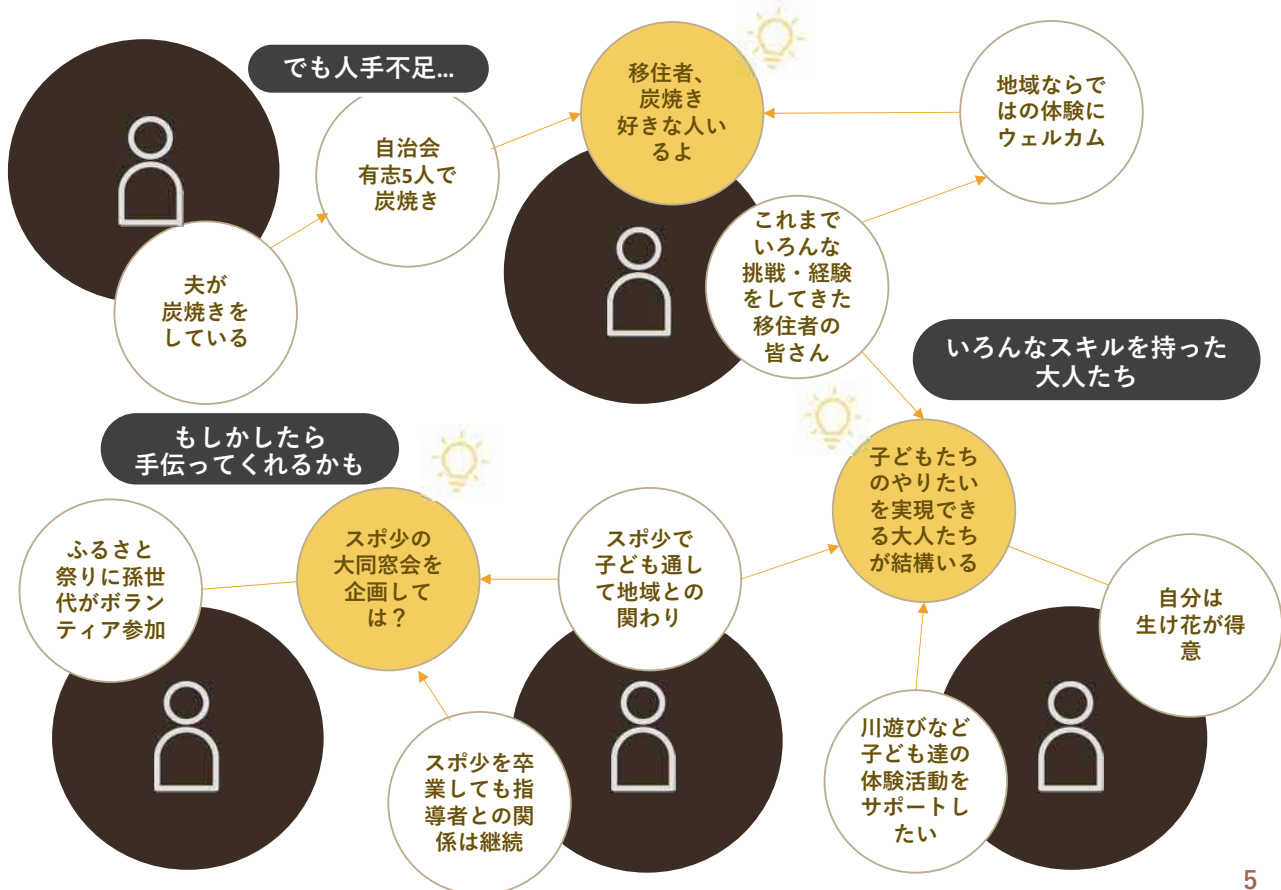 でも人手不足...
自治会
有志5人で
炭焼き
夫が
炭焼きを
している
移住者、
炭焼き
好きな人い
るよ
地域ならで
はの体験に
ウェルカム
これまで
いろんな
挑戦・経験
をしてきた
移住者の
皆さん
いろんなスキルを持った
大人たち
もしかしたら
手伝ってくれるかも
ふるさと
祭りに孫世
代がボラン
ティア参加
スポ少の
大同窓会を
企画して
は？
スポ少で
子ども通し
て地域との
関わり
子どもたち
のやりたい
を実現でき
る大人たち
が結構いる
自分は
生け花が得
意
スポ少を卒
業しても指
導者との関
係は継続
川遊びなど
子ども達の
体験活動を
サポートし
たい
5